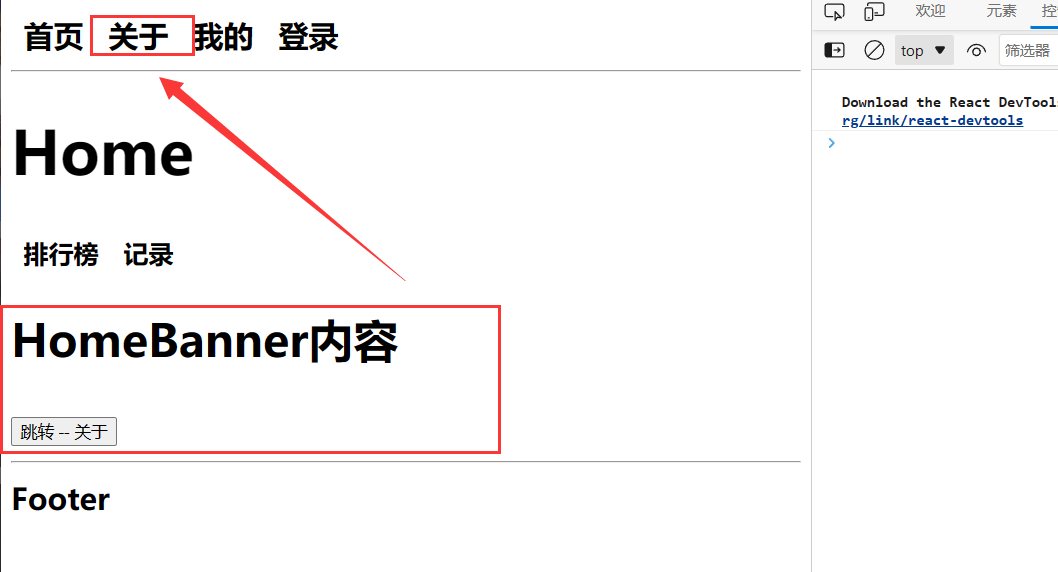 首页 关于 我的 登录
Home
排行榜 记录
HomeBanner内容
跳转 -- 关于
Footer
欢迎 元素
top ▼ 筛选器
Download the React DevTools
rg/link/react-devtools